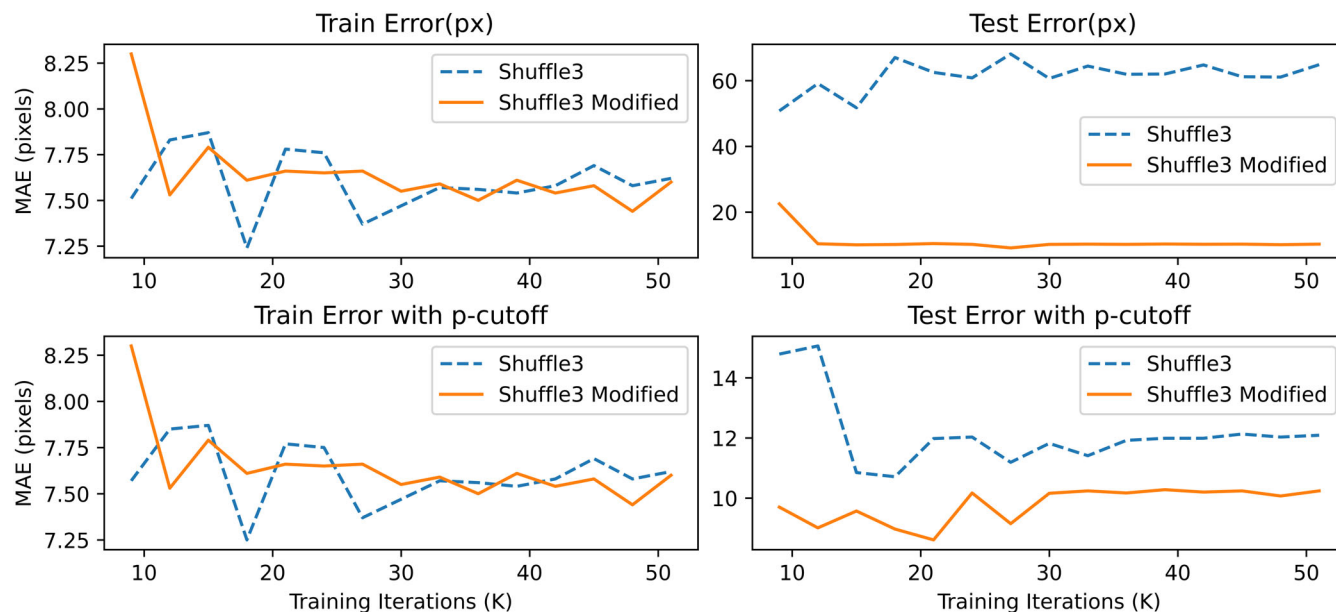 Train Error(px)
MAE (pixels)
8.25
8.00
7.75
7.50
7.25
Shuffle3
Shuffle3 Modified
10 20 30 40 50
Test Error(px)
60
40
20
Shuffle3
Shuffle3 Modified
10 20 30 40 50
Train Error with p-cutoff
MAE (pixels)
8.25
8.00
7.75
7.50
7.25
Shuffle3
Shuffle3 Modified
10 20 30 40 50
Training Iterations (K)
Test Error with p-cutoff
14
12
10
Shuffle3
Shuffle3 Modified
10 20 30 40 50
Training Iterations (K)